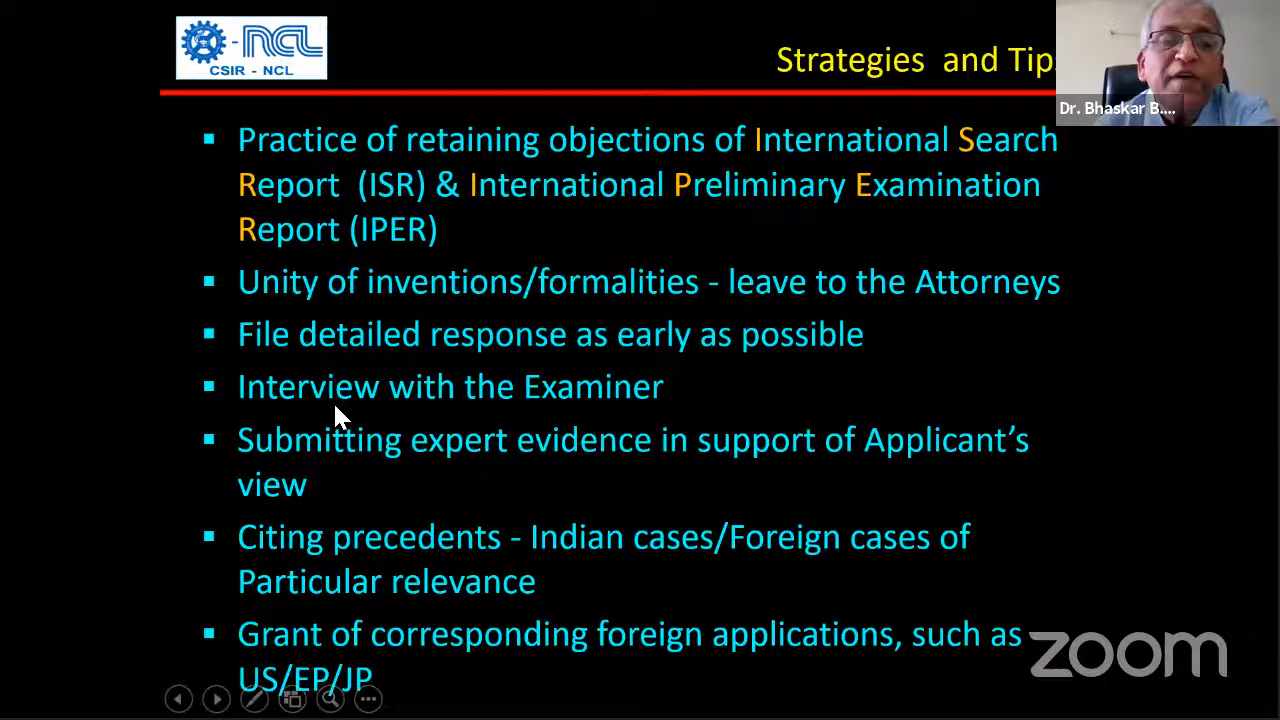 NCL
CSIR - NCL
Strategies and Tip
Dr. Bhaskar B....
▪ Practice of retaining objections of International Search
Report (ISR) & International Preliminary Examination
Report (IPER)
▪ Unity of inventions/formalities - leave to the Attorneys
▪ File detailed response as early as possible
▪ Interview with the Examiner
▪ Submitting expert evidence in support of Applicant’s
view
▪ Citing precedents - Indian cases/Foreign cases of
Particular relevance
▪ Grant of corresponding foreign applications, such as
US/EP/JP
zoom